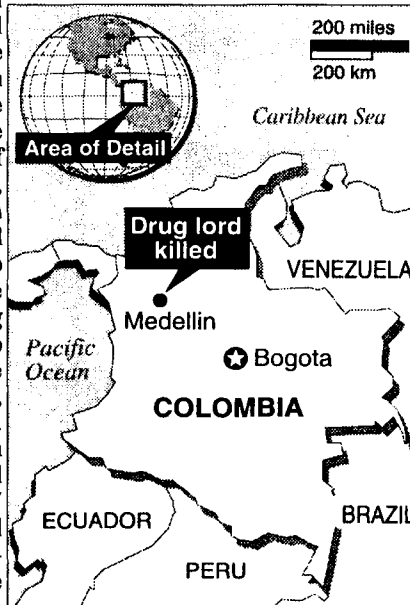 200 miles
200 km
Caribbean Sea
Area of Detail
Drug lord
killed
VENEZUELA
Medellin
Pacific
Ocean
Bogota
COLOMBIA
ECUADOR
BRAZIL
PERU